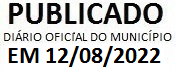 PUBLICADO
DIÁRIO OFICIAL DO MUNICÍPIO
EM 12/08/2022